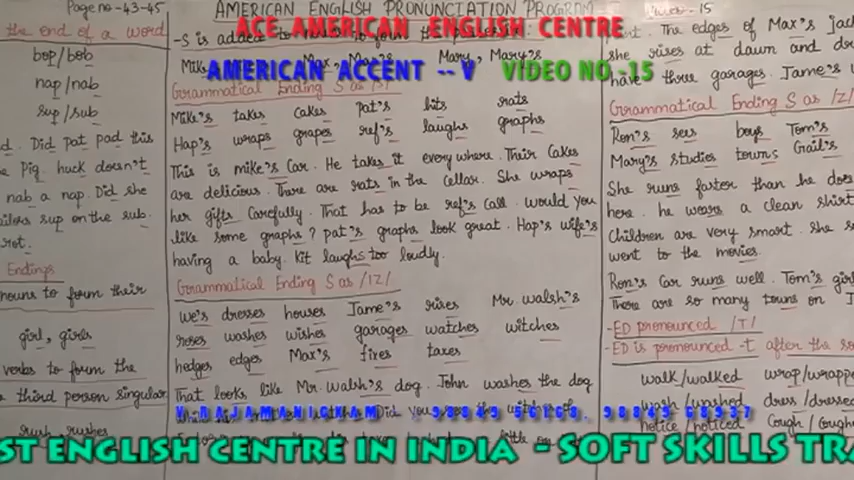 Page no-43-45
AMERICAN ENGLISH PRONUNCIATION PROGRAM
-15
ACE AMERICAN ENGLISH CENTRE
AMERICAN ACCENT -- V VIDEO NO -15
the end of a word
bop/bob
nap/nab
sup/sub
d. Did pat pad this
Pig. huck doesn't
nab a nap. Did she
sup on the sub.
rot.
Endings
nouns to form their
girl, girls
verbs to form the
third person singular
rush rushes
-S is added to
Mary, Mary's
Grammatical Ending S as /S/
Mike's takes cakes Pat's hits rats
Hap's wraps grapes ref's laughs graphs
This is mike's Car. He takes it everywhere. Their Cakes
are delicious. There are rats in the cellar. She wraps
her gifts Carefully. That has to be ref's Call. would you
like some graphs? pat's graphs look great. Hap's wife's
having a baby. Kit laughs too loudly.
Grammatical Ending S as /IZ/
we's dresses houses Jame's rises Mr. walsh's
roses washes wishes garages watches witches
hedges edges Max's fixes taxes
That looks like Mr. Walsh's dog. John washes the dog
The edges of Max's
she rises at dawn and
have three garages. Jame's
Grammatical Ending S as /Z/
Ron's sees boys Tom's
Mary's studies towns Gail's
She runs faster than he
here. he wears a clean shirt
Children are very smart. She
went to the movies.
Ron's Car runs well. Tom's
There are so many towns on
-ED pronounced /T/
-ED is pronounced -t after the
walk/walked
wash/washed
notice/noticed
V. RAJAMANICKAM
ST ENGLISH CENTRE IN INDIA - SOFT SKILLS TRA